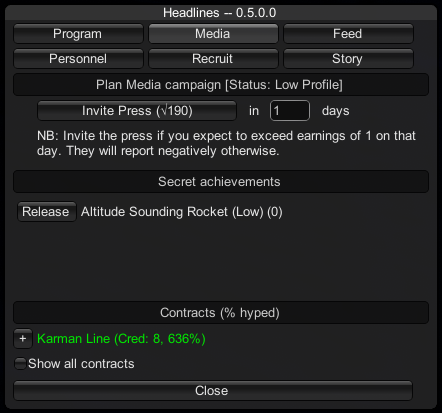 Headlines -- 0.5.0.0
Program Media Feed
Personnel Recruit Story
Plan Media campaign [Status: Low Profile]
Invite Press (√190) in 1 days
NB: Invite the press if you expect to exceed earnings of 1 on that
day. They will report negatively otherwise.
Secret achievements
Release Altitude Sounding Rocket (Low) (0)
Contracts (% hyped)
+ Karman Line (Cred: 8, 636%)
Show all contracts
Close